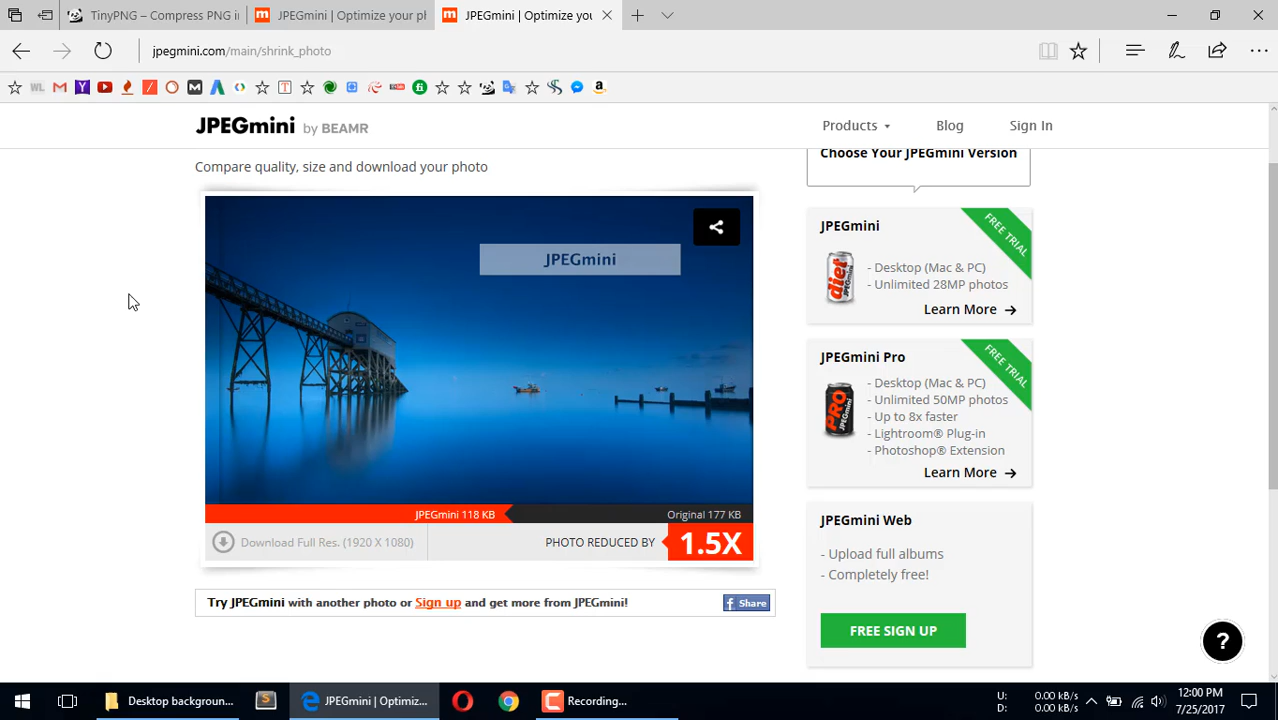 TinyPNG – Compress PNG i
JPEGmini | Optimize your ph
JPEGmini | Optimize you
jpegmini.com/main/shrink_photo
JPEGmini by BEAMR
Products
Blog
Sign In
Compare quality, size and download your photo
JPEGmini
JPEGmini 118 KB
Original 177 KB
Download Full Res. (1920 X 1080)
PHOTO REDUCED BY
1.5X
Try JPEGmini with another photo or Sign up and get more from JPEGmini!
f Share
Choose Your JPEGmini Version
JPEGmini
FREE TRIAL
diet
- Desktop (Mac & PC)
- Unlimited 28MP photos
Learn More
JPEGmini Pro
FREE TRIAL
PRO
JPEGmini
- Desktop (Mac & PC)
- Unlimited 50MP photos
- Up to 8x faster
- Lightroom® Plug-in
- Photoshop® Extension
Learn More
JPEGmini Web
- Upload full albums
- Completely free!
FREE SIGN UP
?
Desktop backgroun...
JPEGmini | Optimiz...
Recording...
U: 0.00 kB/s
D: 0.00 kB/s
12:00 PM
7/25/2017